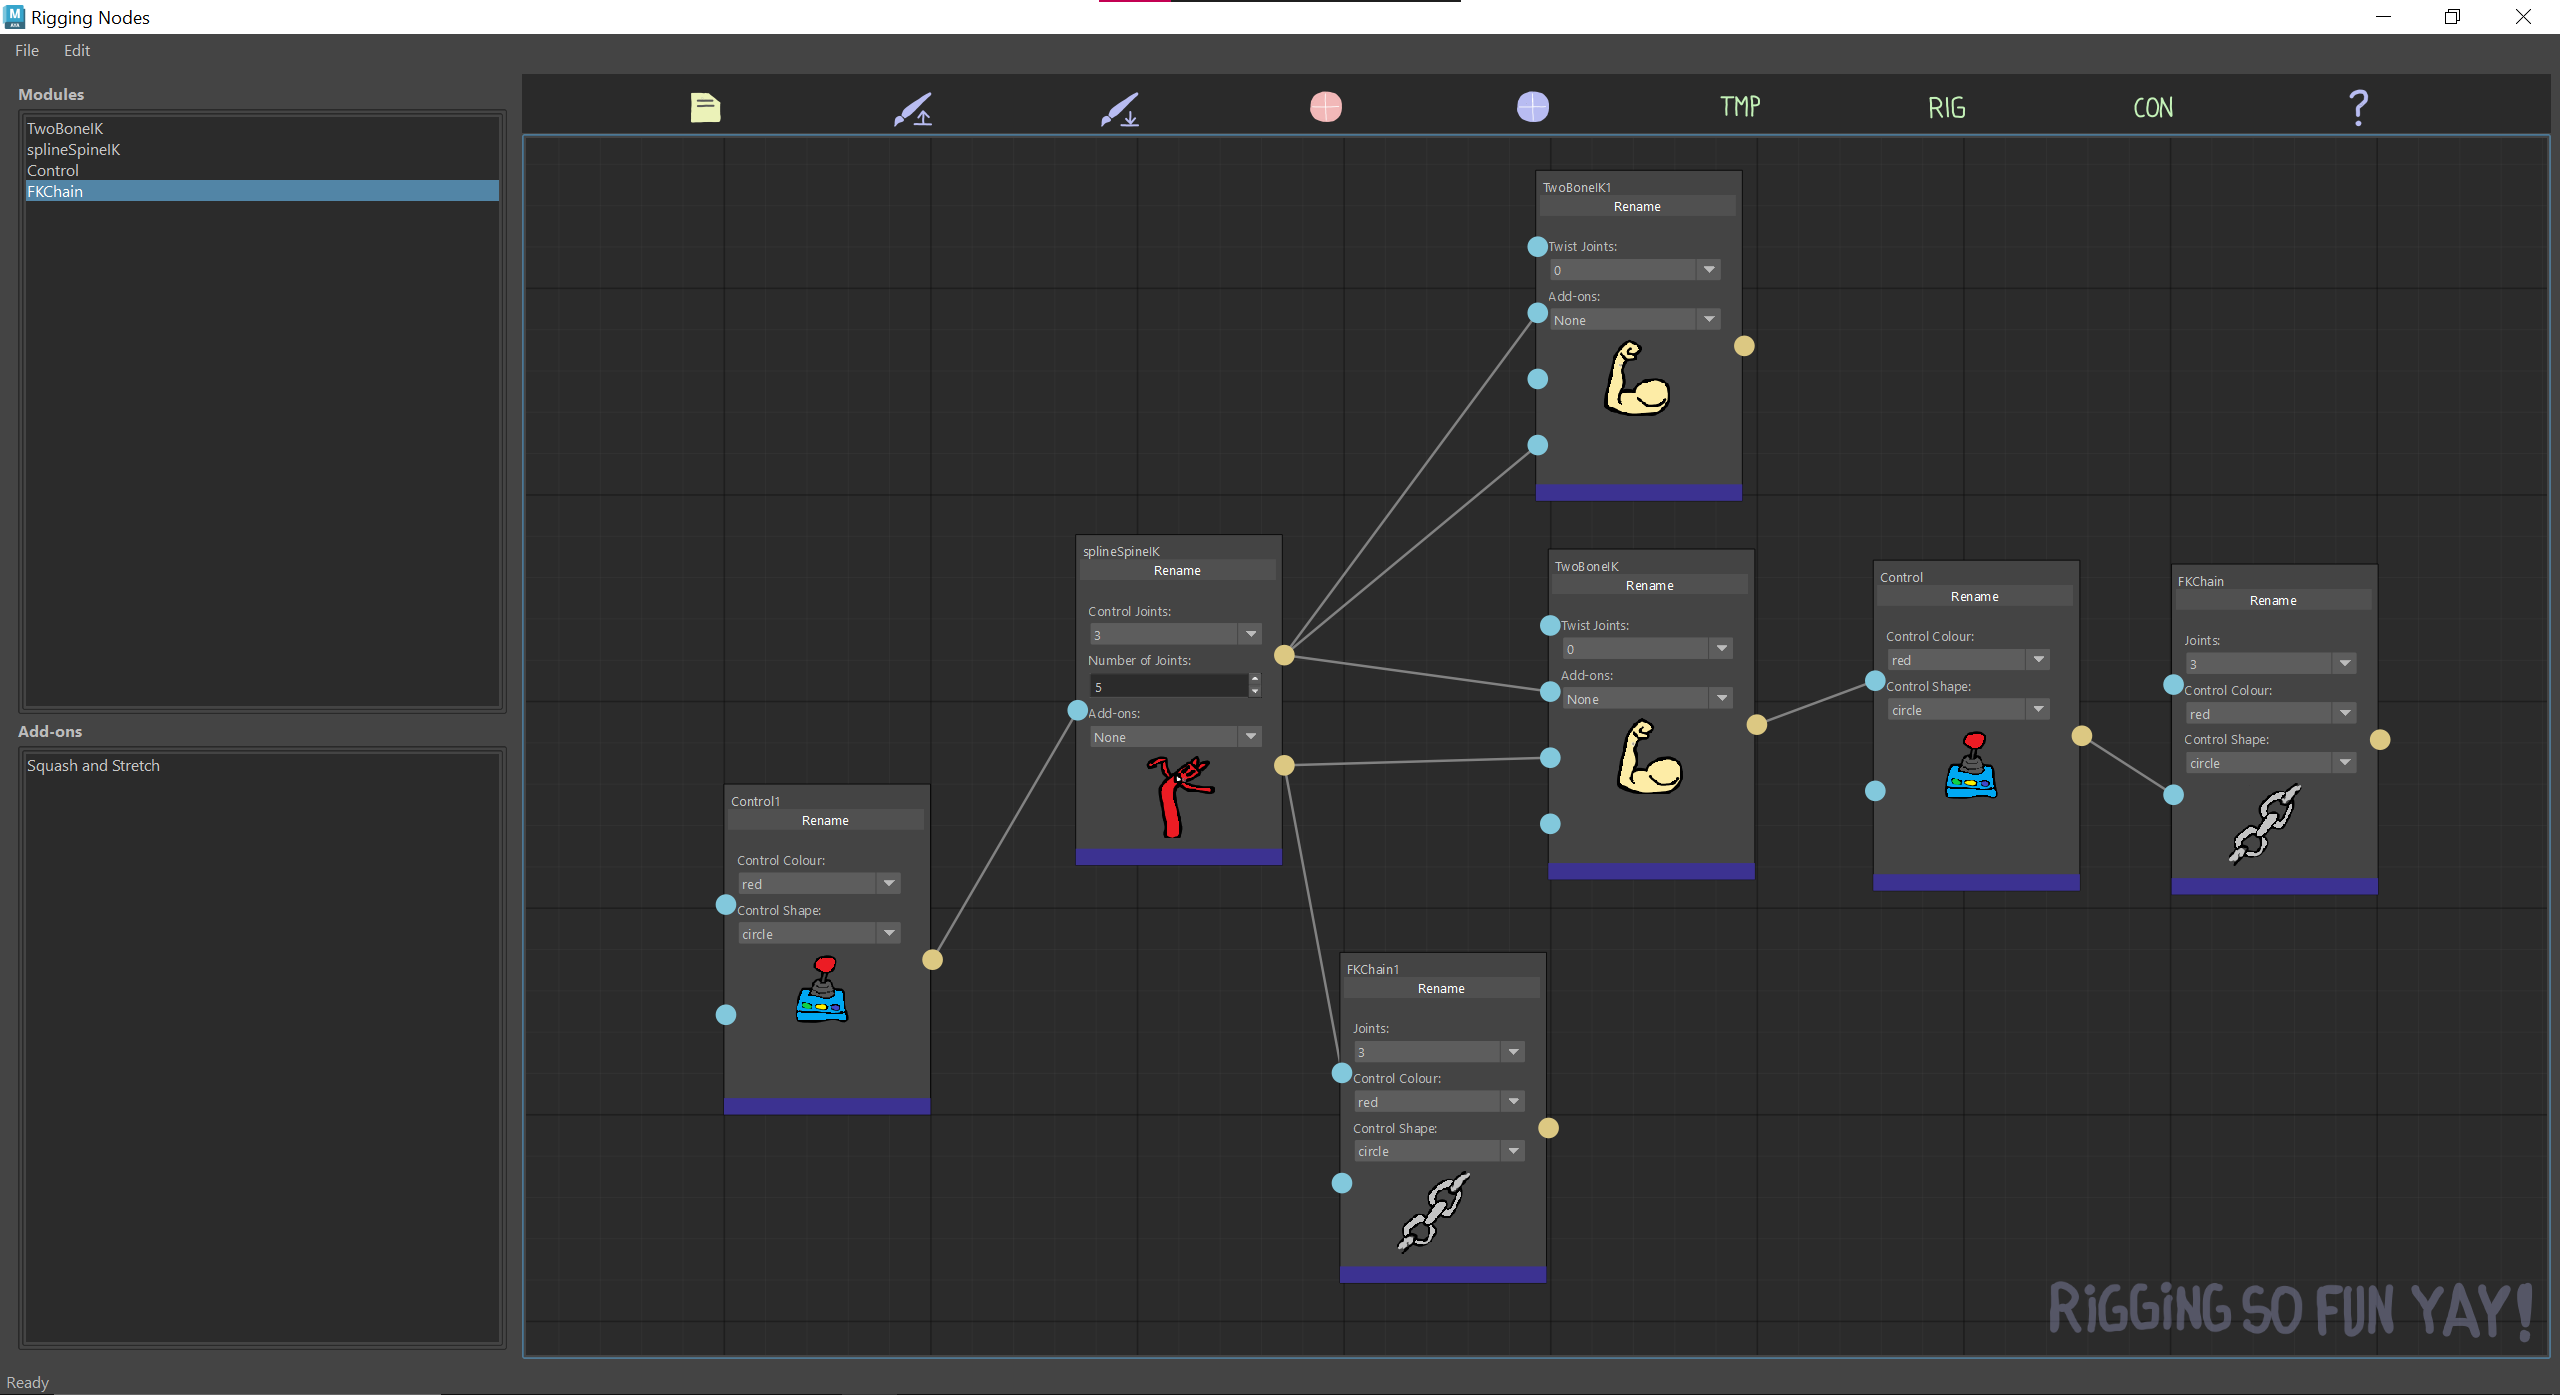 Rigging Nodes
File Edit
Modules
TwoBoneIK
splineSpineIK
Control
FKChain
Add-ons
Squash and Stretch
TMP RIG CON ?
TwoBoneIK1
Rename
Twist Joints:
0
Add-ons:
None
splineSpineIK
Rename
Control Joints:
3
Number of Joints:
5
Add-ons:
None
TwoBoneIK
Rename
Twist Joints:
0
Add-ons:
None
Control
Rename
Control Colour:
red
Control Shape:
circle
FKChain
Rename
Joints:
3
Control Colour:
red
Control Shape:
circle
Control1
Rename
Control Colour:
red
Control Shape:
circle
FKChain1
Rename
Joints:
3
Control Colour:
red
Control Shape:
circle
RiGGiNG SO FUN YAY!
Ready